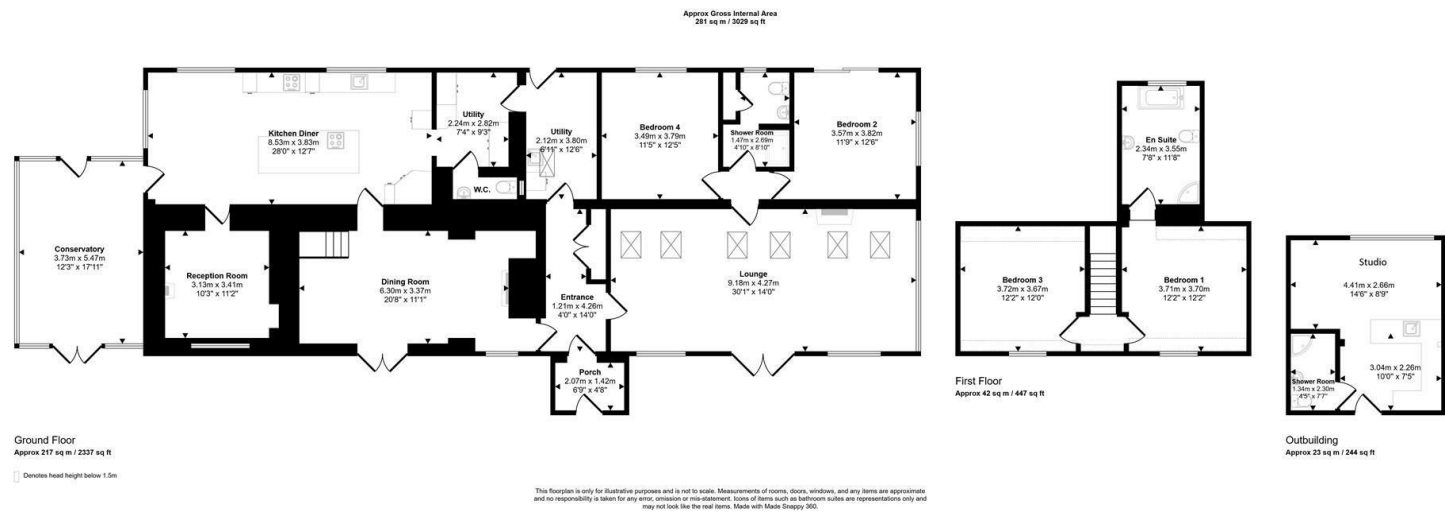 Approx Gross Internal Area
281 sq m / 3029 sq ft
Kitchen Diner
8.53m x 3.83m
28'0" x 12'7"
Utility
2.24m x 2.82m
7'4" x 9'3"
Utility
2.12m x 3.80m
6'11" x 12'6"
W.C.
Bedroom 4
3.49m x 3.79m
11'5" x 12'5"
Shower Room
1.47m x 2.69m
4'10" x 8'10"
Bedroom 2
3.57m x 3.82m
11'9" x 12'6"
Conservatory
3.73m x 5.47m
12'3" x 17'11"
Reception Room
3.13m x 3.41m
10'3" x 11'2"
Dining Room
6.30m x 3.37m
20'8" x 11'1"
Entrance
1.21m x 4.26m
4'0" x 14'0"
Lounge
9.18m x 4.27m
30'1" x 14'0"
Porch
2.07m x 1.42m
6'9" x 4'8"
Ground Floor
Approx 217 sq m / 2337 sq ft
Denotes head height below 1.5m
En Suite
2.34m x 3.55m
7'8" x 11'8"
Bedroom 3
3.72m x 3.67m
12'2" x 12'0"
Bedroom 1
3.71m x 3.70m
12'2" x 12'2"
First Floor
Approx 42 sq m / 447 sq ft
Studio
4.41m x 2.66m
14'6" x 8'9"
3.04m x 2.26m
10'0" x 7'5"
Shower Room
1.34m x 2.30m
4'5" x 7'7"
Outbuilding
Approx 23 sq m / 244 sq ft
This floorplan is only for illustrative purposes and is not to scale. Measurements of rooms, doors, windows, and any items are approximate
and no responsibility is taken for any error, omission or mis-statement. Icons of items such as bathroom suites are representations only and
may not look like the real items. Made with Made Snappy 360.